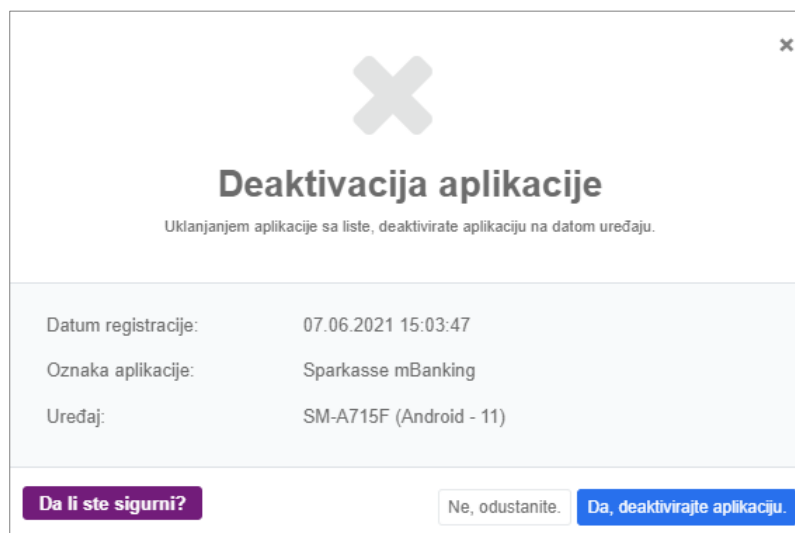 Deaktivacija aplikacije
Uklanjanjem aplikacije sa liste, deaktivirate aplikaciju na datom uređaju.
Datum registracije: 07.06.2021 15:03:47
Oznaka aplikacije: Sparkasse mBanking
Uređaj: SM-A715F (Android - 11)
Da li ste sigurni? Ne, odustanite. Da, deaktivirajte aplikaciju.